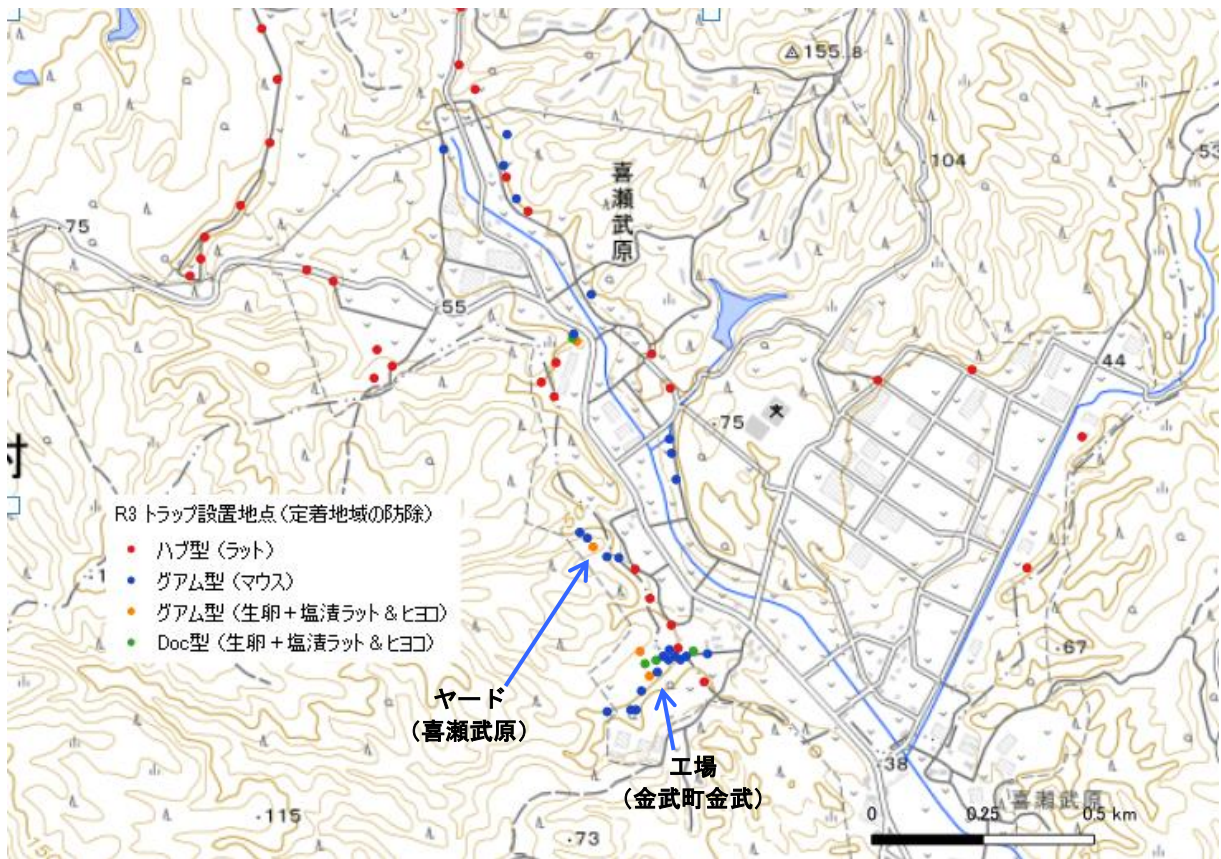 155.8
104
53
75
喜瀬武原
55
44
75
村
R3 トラップ設置地点(定着地域の防除)
ハブ型(ラット)
グアム型(マウス)
グアム型(生卵+塩漬ラット&ヒヨコ)
Doc型(生卵+塩漬ラット&ヒヨコ)
67
ヤード
(喜瀬武原)
工場
(金武町金武)
38
喜瀬武原
0 0.25 0.5 km
115
73